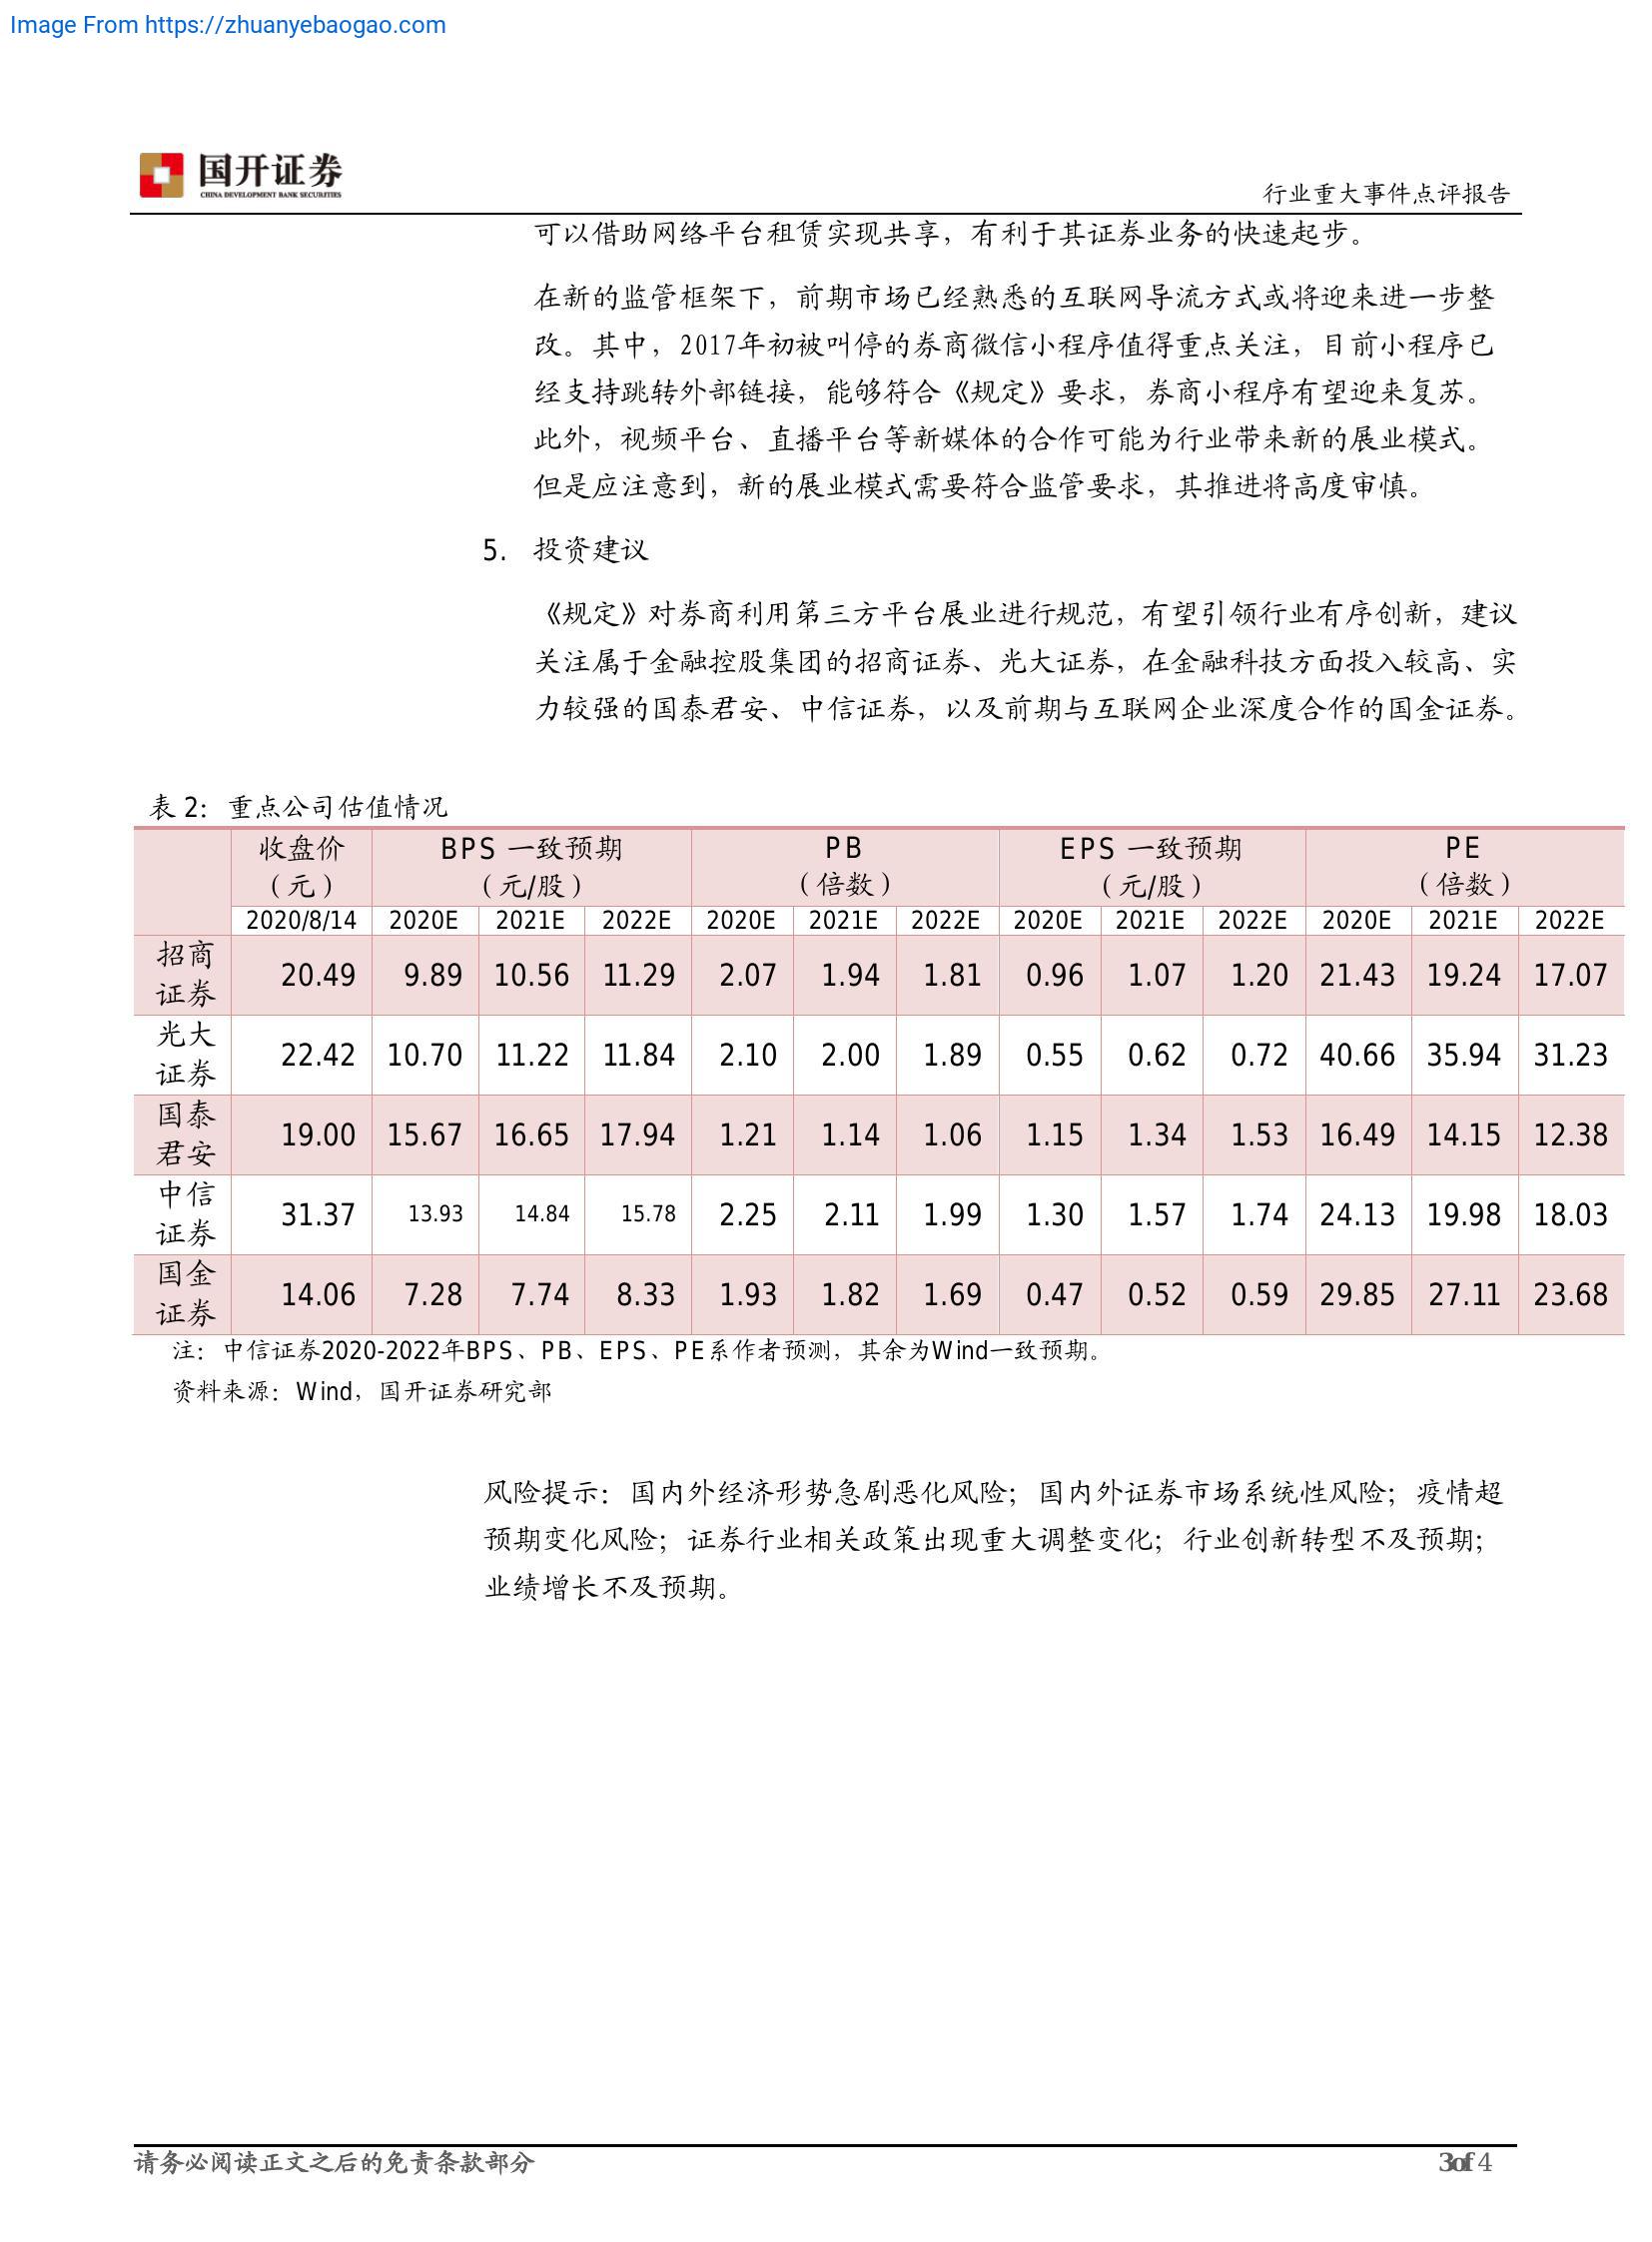 Image From https://zhuanyebaogao.com
国开证券
CHINA DEVELOPMENT BANK SECURITIES
行业重大事件点评报告
可以借助网络平台租赁实现共享，有利于其证券业务的快速起步。
在新的监管框架下，前期市场已经熟悉的互联网导流方式或将迎来进一步整
改。其中，2017年初被叫停的券商微信小程序值得重点关注，目前小程序已
经支持跳转外部链接，能够符合《规定》要求，券商小程序有望迎来复苏。
此外，视频平台、直播平台等新媒体的合作可能为行业带来新的展业模式。
但是应注意到，新的展业模式需要符合监管要求，其推进将高度审慎。
5. 投资建议
《规定》对券商利用第三方平台展业进行规范，有望引领行业有序创新，建议
关注属于金融控股集团的招商证券、光大证券，在金融科技方面投入较高、实
力较强的国泰君安、中信证券，以及前期与互联网企业深度合作的国金证券。
表 2：重点公司估值情况
收盘价 BPS 一致预期 PB EPS 一致预期 PE
（元） （元/股） （倍数） （元/股） （倍数）
2020/8/14 2020E 2021E 2022E 2020E 2021E 2022E 2020E 2021E 2022E 2020E 2021E 2022E
招商
证券 20.49 9.89 10.56 11.29 2.07 1.94 1.81 0.96 1.07 1.20 21.43 19.24 17.07
光大
证券 22.42 10.70 11.22 11.84 2.10 2.00 1.89 0.55 0.62 0.72 40.66 35.94 31.23
国泰
君安 19.00 15.67 16.65 17.94 1.21 1.14 1.06 1.15 1.34 1.53 16.49 14.15 12.38
中信
证券 31.37 13.93 14.84 15.78 2.25 2.11 1.99 1.30 1.57 1.74 24.13 19.98 18.03
国金
证券 14.06 7.28 7.74 8.33 1.93 1.82 1.69 0.47 0.52 0.59 29.85 27.11 23.68
注：中信证券2020-2022年BPS、PB、EPS、PE系作者预测，其余为Wind一致预期。
资料来源：Wind，国开证券研究部
风险提示：国内外经济形势急剧恶化风险；国内外证券市场系统性风险；疫情超
预期变化风险；证券行业相关政策出现重大调整变化；行业创新转型不及预期；
业绩增长不及预期。
请务必阅读正文之后的免责条款部分
3of 4